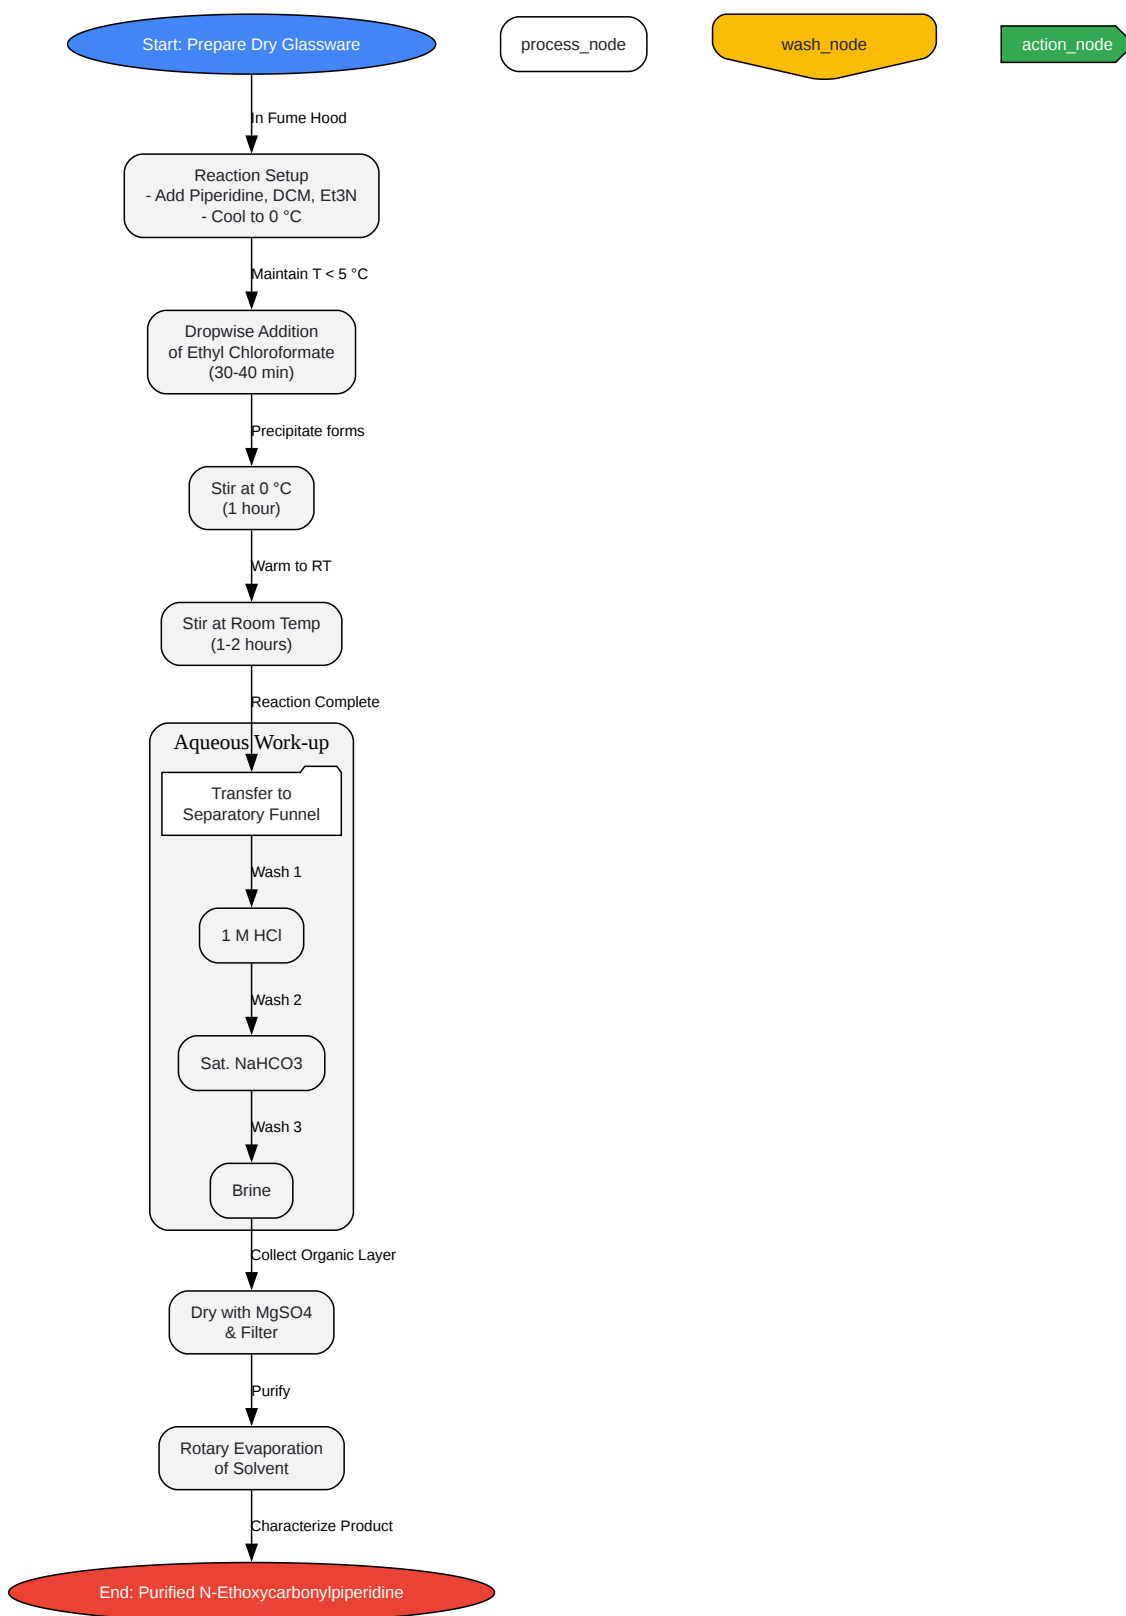 Start: Prepare Dry Glassware
process_node
wash_node
action_node
In Fume Hood
Reaction Setup
- Add Piperidine, DCM, Et3N
- Cool to 0 °C
Maintain T < 5 °C
Dropwise Addition
of Ethyl Chloroformate
(30-40 min)
Precipitate forms
Stir at 0 °C
(1 hour)
Warm to RT
Stir at Room Temp
(1-2 hours)
Reaction Complete
Aqueous Work-up
Transfer to
Separatory Funnel
Wash 1
1 M HCl
Wash 2
Sat. NaHCO3
Wash 3
Brine
Collect Organic Layer
Dry with MgSO4
& Filter
Purify
Rotary Evaporation
of Solvent
Characterize Product
End: Purified N-Ethoxycarbonylpiperidine